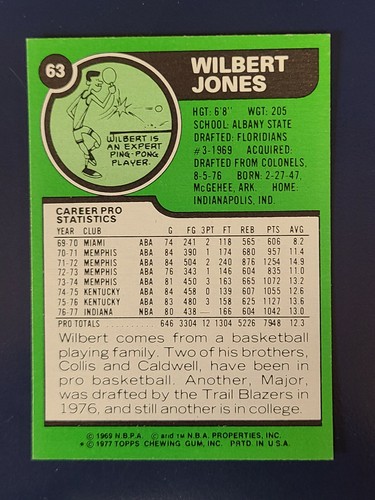 63
WILBERT
JONES
WILBERT IS
AN EXPERT
PING-PONG
PLAYER.
HGT: 6'8" WGT: 205
SCHOOL: ALBANY STATE
DRAFTED: FLORIDIANS
#3-1969 ACQUIRED:
DRAFTED FROM COLONELS,
8-5-76 BORN: 2-27-47,
McGEHEE, ARK. HOME:
INDIANAPOLIS, IND.
CAREER PRO
STATISTICS
YEAR CLUB G FG 3PT FT REB PTS AVG
69-70 MIAMI ABA 74 241 2 118 565 606 8.2
70-71 MEMPHIS ABA 84 390 1 174 680 957 11.4
71-72 MEMPHIS ABA 84 504 2 240 876 1254 14.9
72-73 MEMPHIS ABA 76 343 1 146 604 835 11.0
73-74 MEMPHIS ABA 81 450 3 163 665 1072 13.2
74-75 KENTUCKY ABA 84 458 0 139 607 1055 12.6
75-76 KENTUCKY ABA 83 480 3 158 625 1127 13.6
76-77 INDIANA NBA 80 438 — 166 604 1042 13.0
PRO TOTALS 646 3304 12 1304 5226 7948 12.3
Wilbert comes from a basketball
playing family. Two of his brothers,
Collis and Caldwell, have been in
pro basketball. Another, Major,
was drafted by the Trail Blazers in
1976, and still another is in college.
© 1969 N.B.P.A. © and ™ N.B.A. PROPERTIES, INC.
* © 1977 TOPPS CHEWING GUM, INC. PRTD. IN U.S.A.